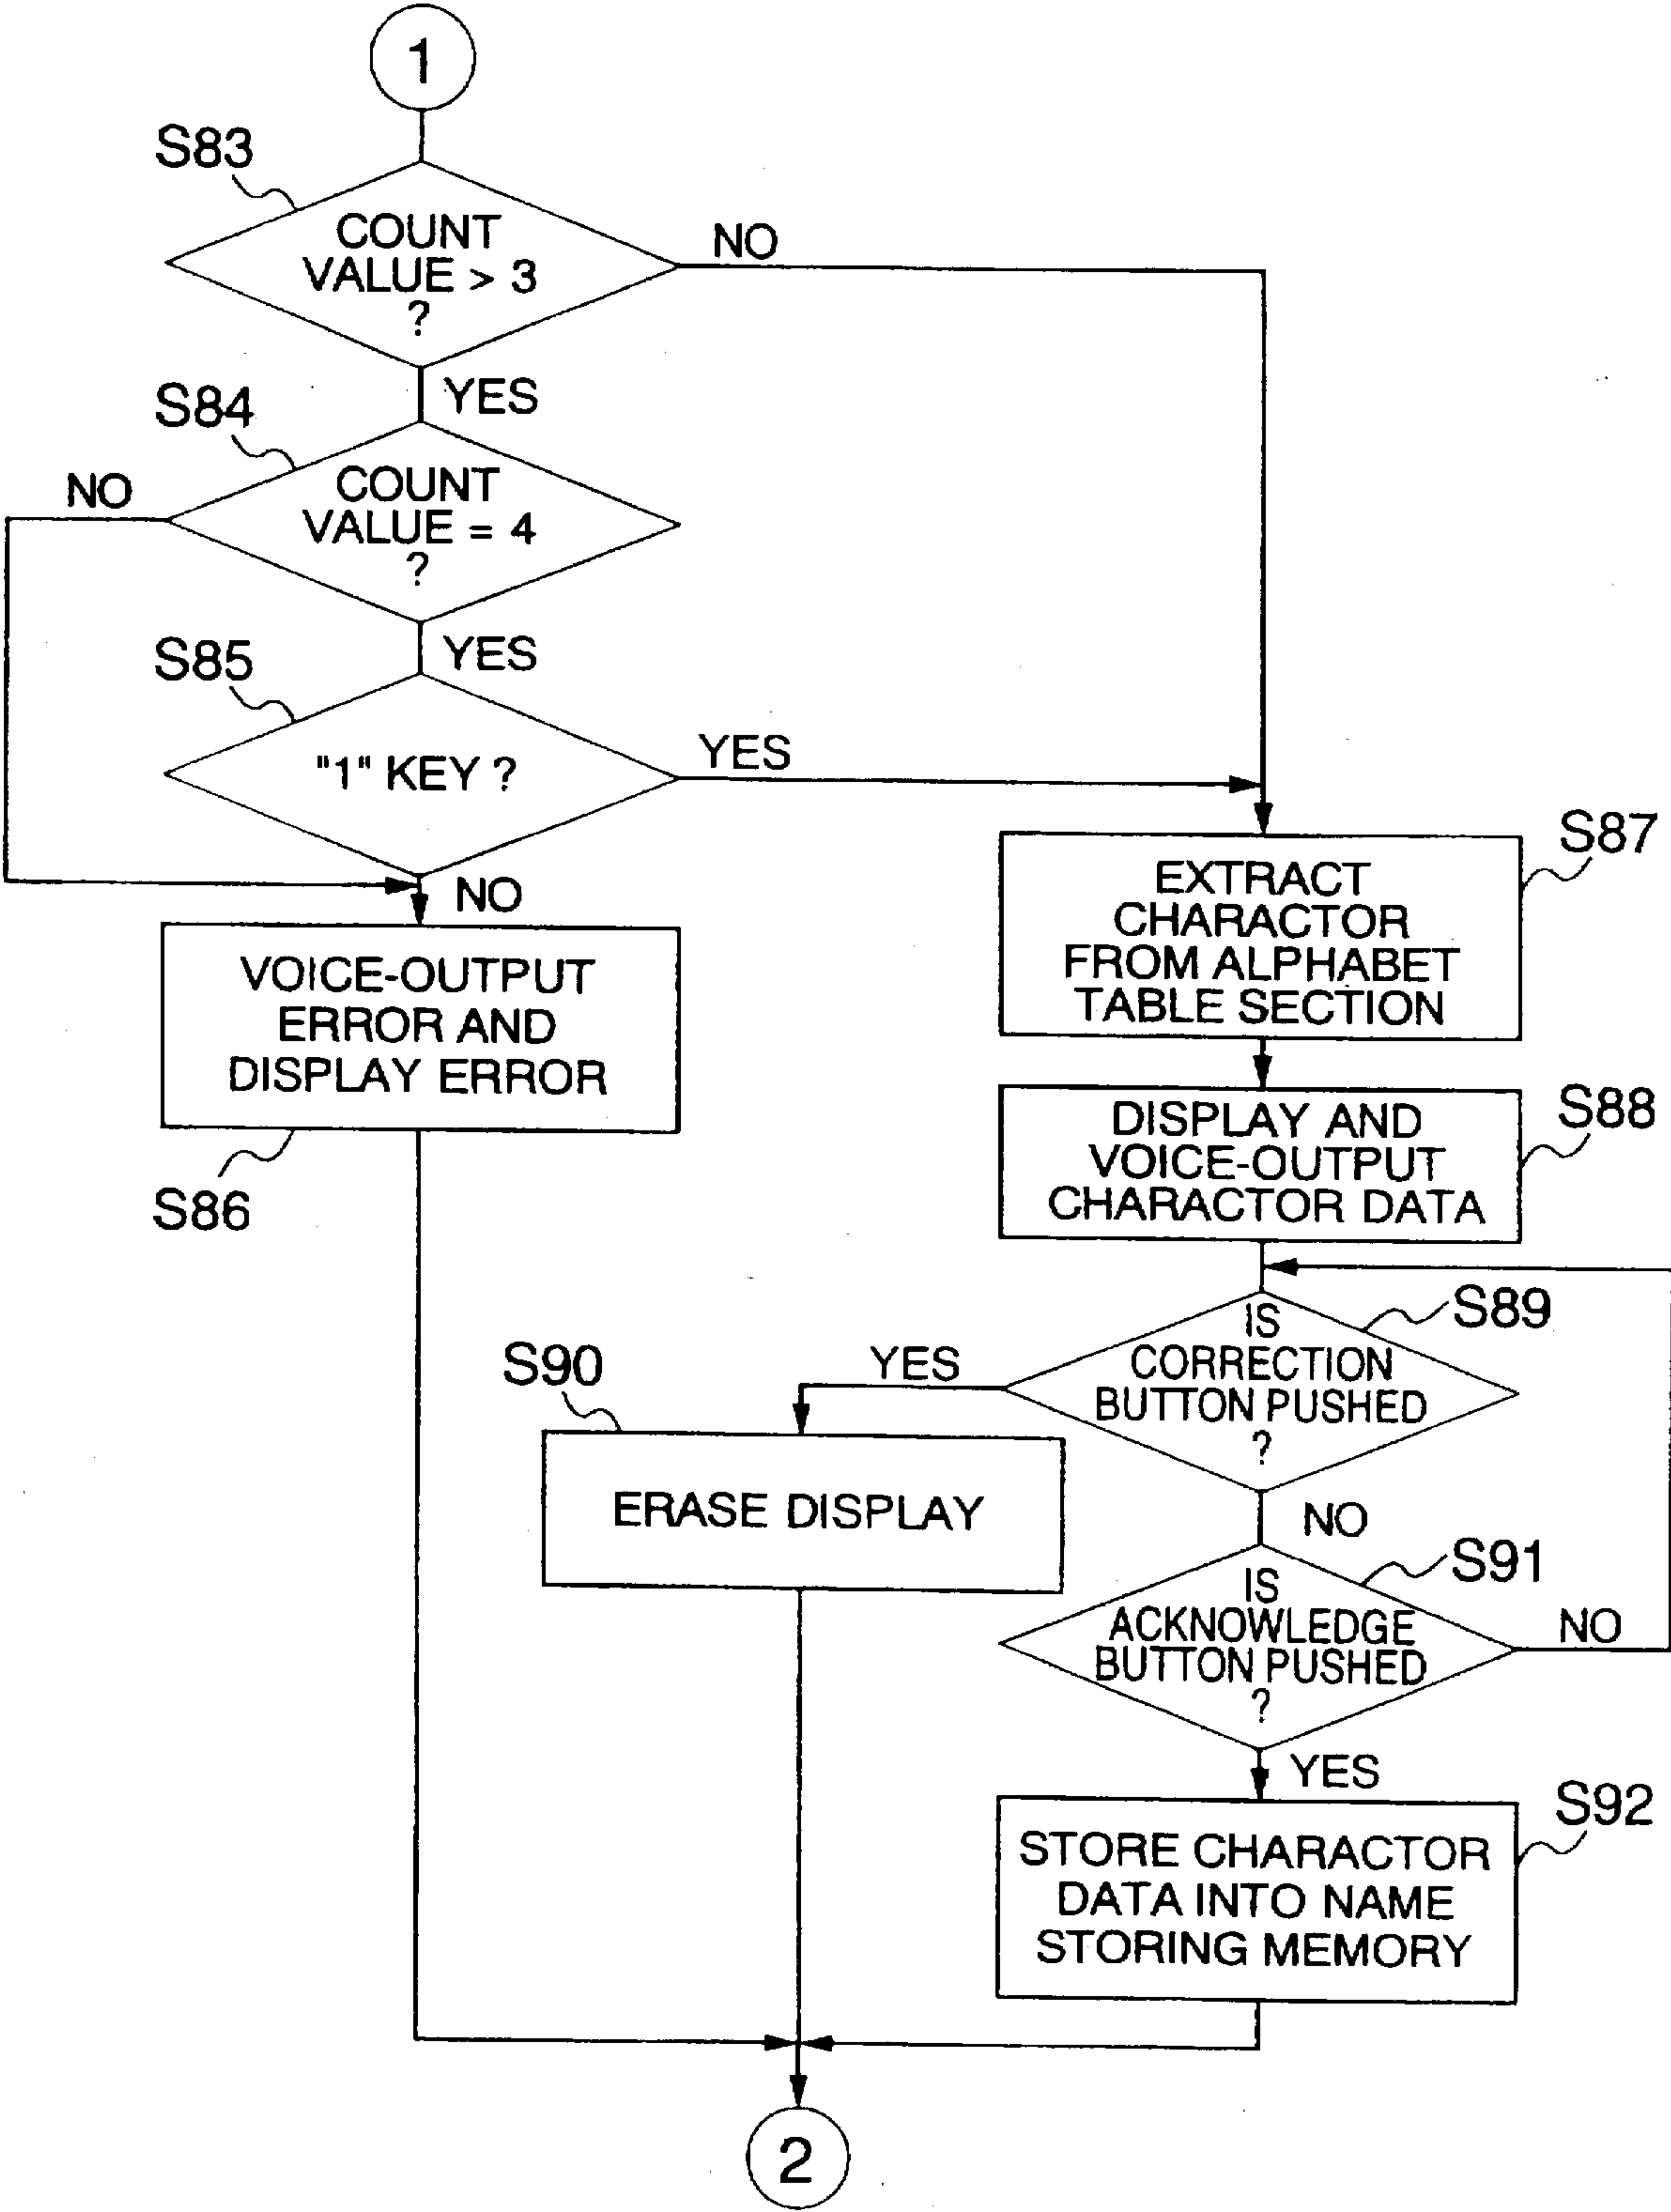 1
S83
COUNT
VALUE > 3
?
NO
YES
S84
COUNT
VALUE = 4
?
NO
YES
S85
"1" KEY ?
YES
NO
VOICE-OUTPUT
ERROR AND
DISPLAY ERROR
S86
S87
EXTRACT
CHARACTOR
FROM ALPHABET
TABLE SECTION
S88
DISPLAY AND
VOICE-OUTPUT
CHARACTOR DATA
S89
IS
CORRECTION
BUTTON PUSHED
?
YES
S90
ERASE DISPLAY
NO
S91
IS
ACKNOWLEDGE
BUTTON PUSHED
?
NO
YES
S92
STORE CHARACTOR
DATA INTO NAME
STORING MEMORY
2